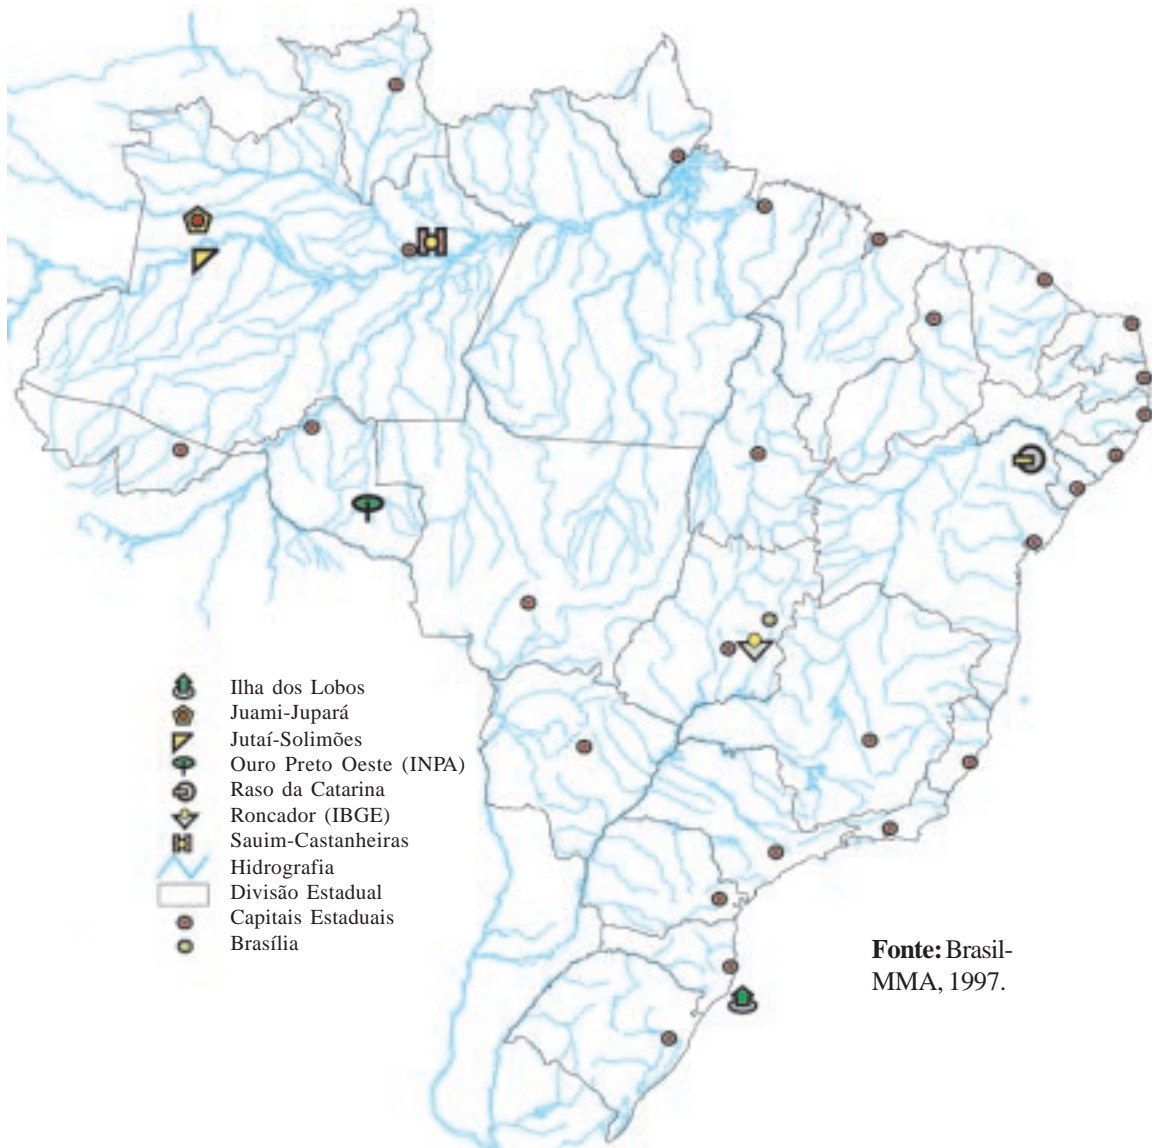 Ilha dos Lobos
Juami-Jupará
Jutaí-Solimões
Ouro Preto Oeste (INPA)
Raso da Catarina
Roncador (IBGE)
Sauim-Castanheiras
Hidrografia
Divisão Estadual
Capitais Estaduais
Brasília
Fonte: Brasil-
MMA, 1997.